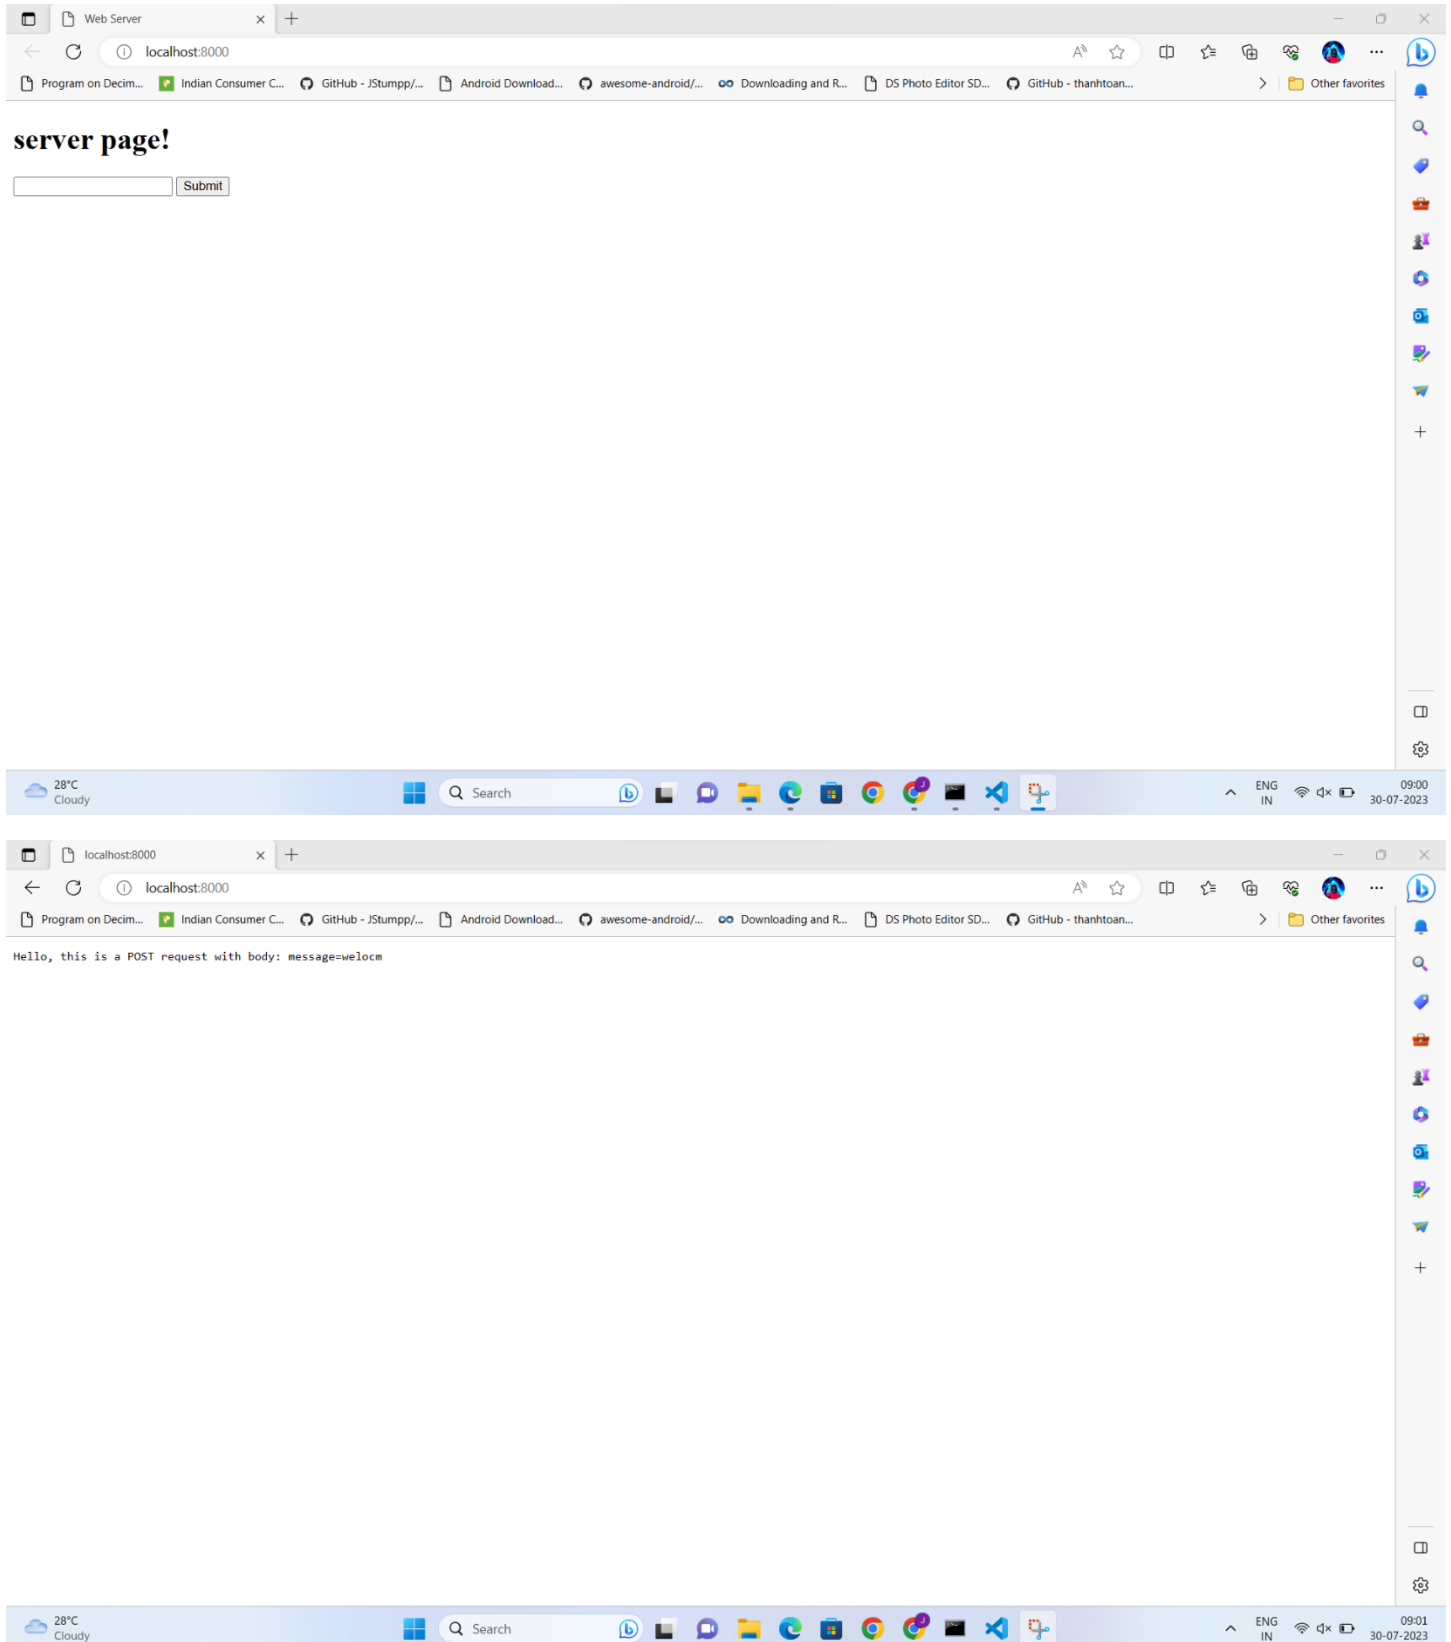 Web Server
localhost:8000
Program on Decim... Indian Consumer C... GitHub - JStumpp/... Android Download... awesome-android/... Downloading and R... DS Photo Editor SD... GitHub - thanhtoan... Other favorites
server page!
Submit
28°C
Cloudy
Search
ENG
IN
09:00
30-07-2023
localhost:8000
localhost:8000
Program on Decim... Indian Consumer C... GitHub - JStumpp/... Android Download... awesome-android/... Downloading and R... DS Photo Editor SD... GitHub - thanhtoan... Other favorites
Hello, this is a POST request with body: message=welocm
28°C
Cloudy
Search
ENG
IN
09:01
30-07-2023